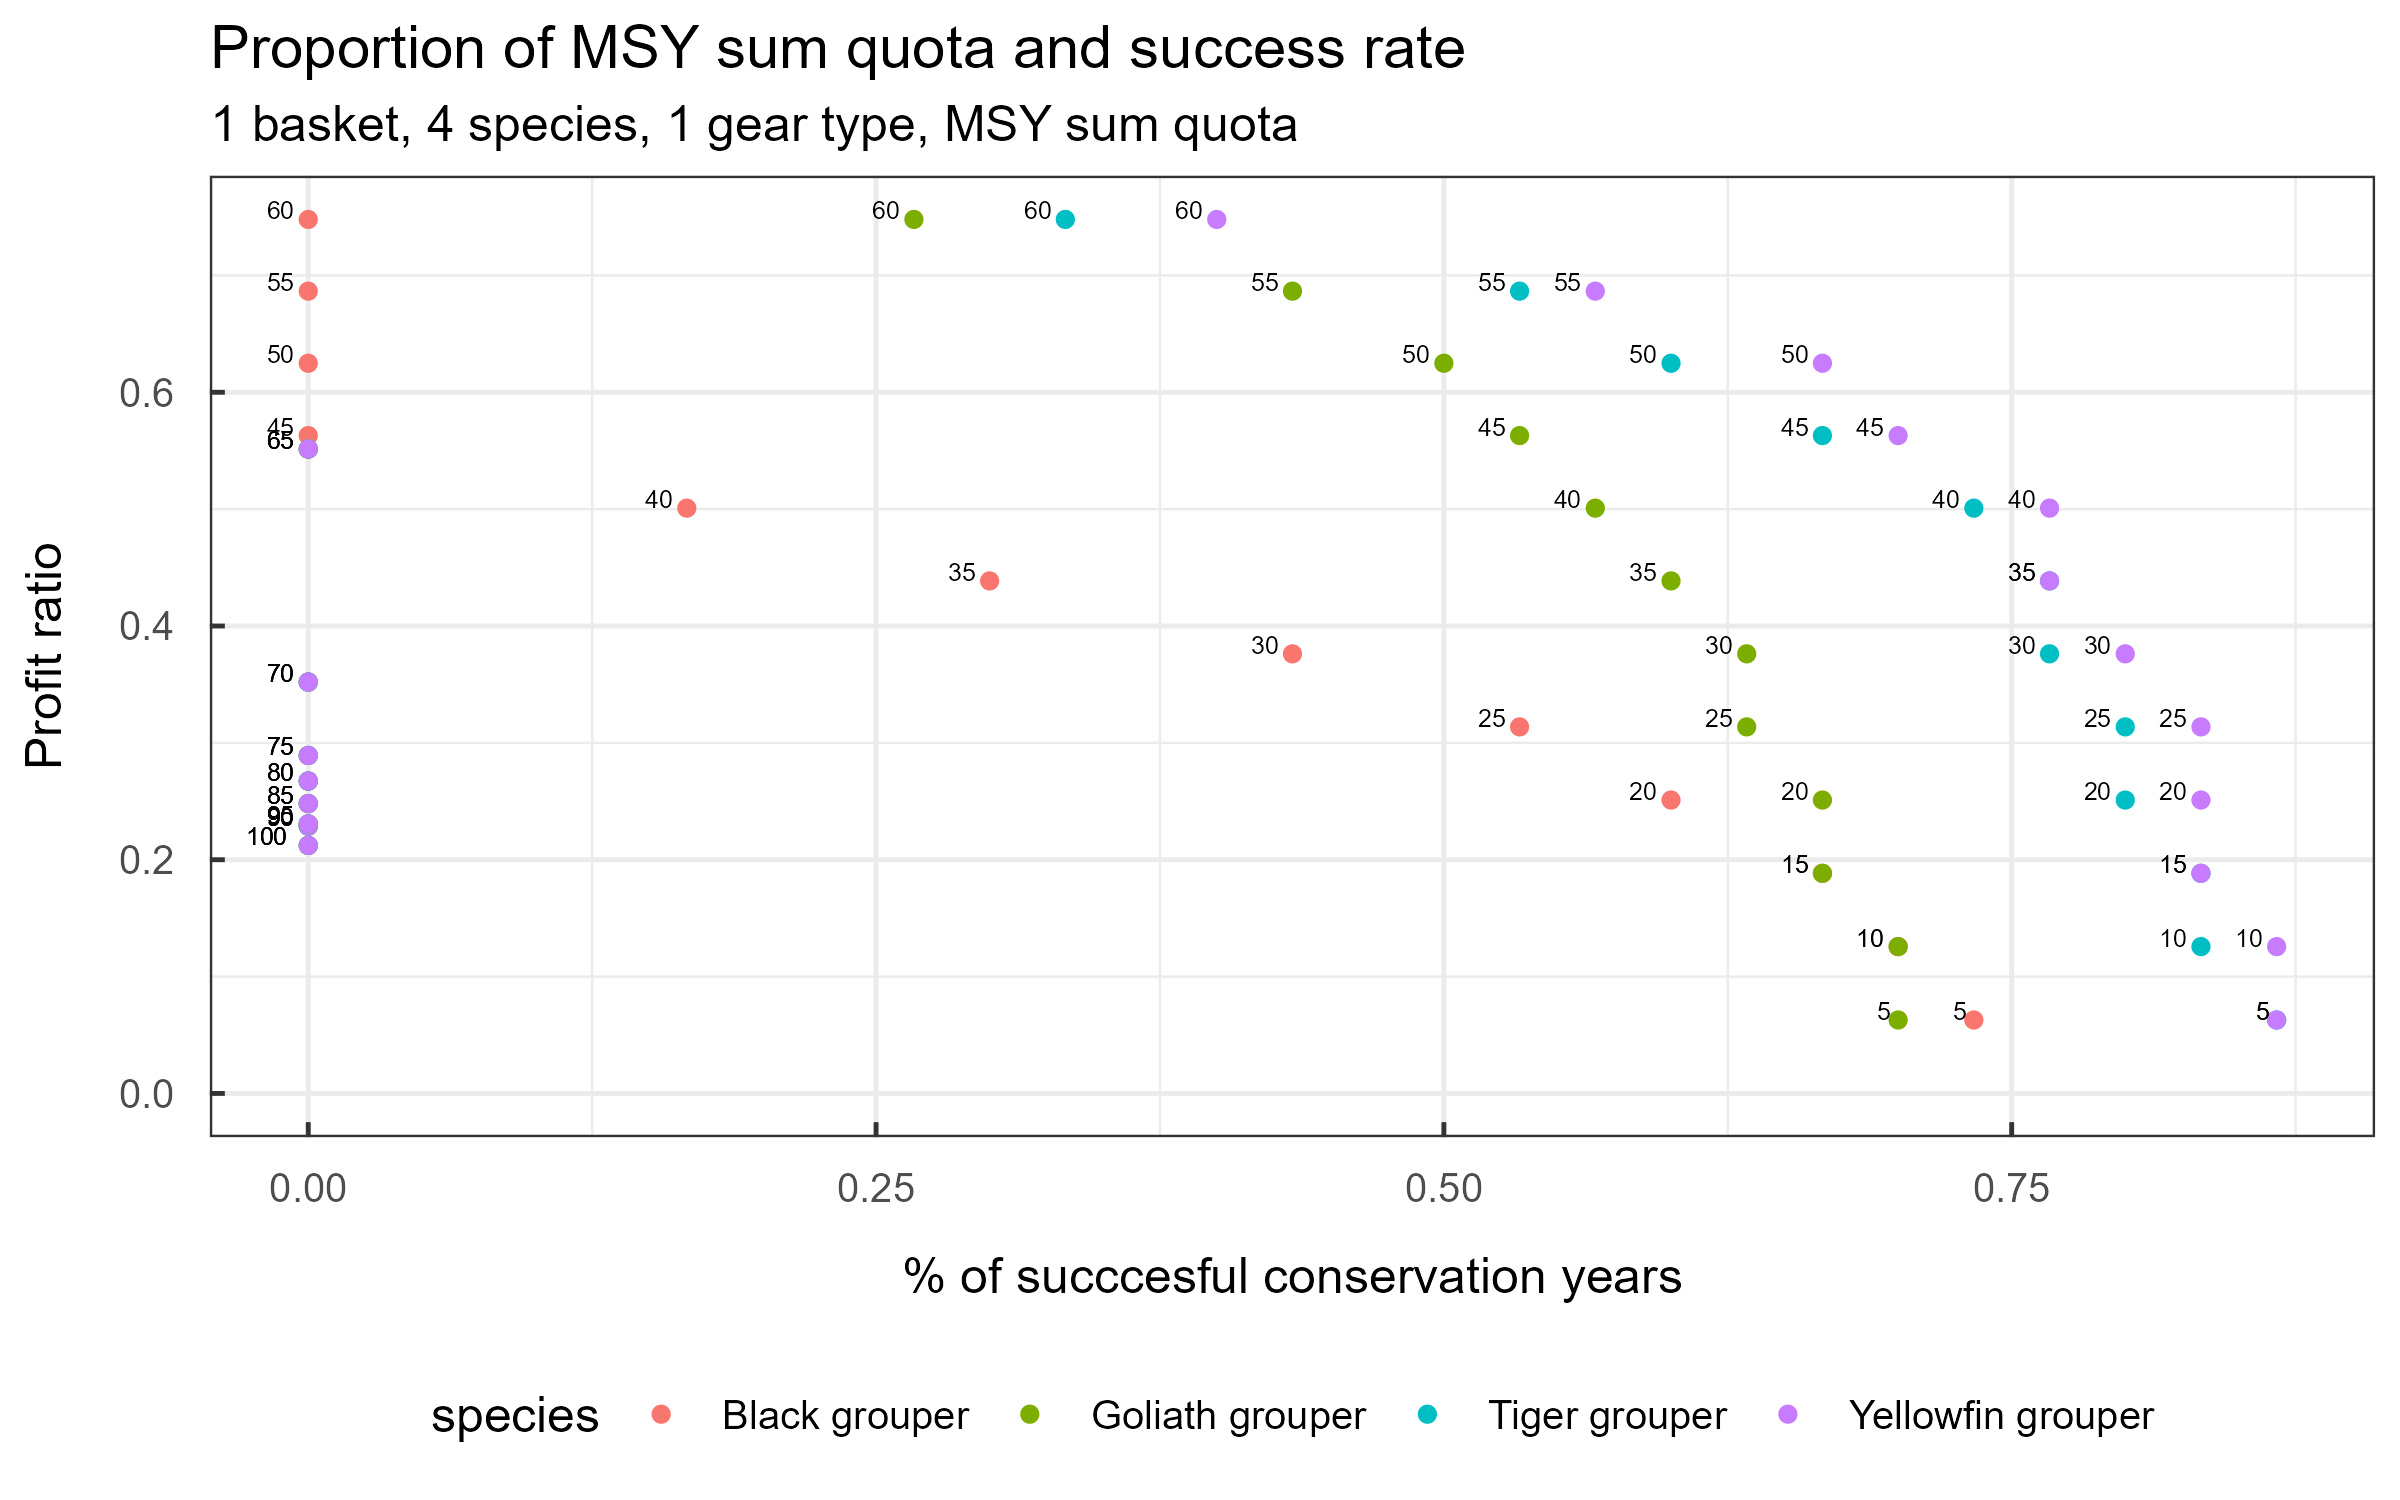 Proportion of MSY sum quota and success rate
1 basket, 4 species, 1 gear type, MSY sum quota
60 60 60 60
55 55 55 55
50 50 50 50
0.6
45 45 45 45
65
40 40 40 40
35 35 35
0.4
30 30 30 30
70
25 25 25 25
75
80
20 20 20 20
85
95
90
100
0.2
15 15
10 10 10
5 5 5
0.0
Profit ratio
0.00 0.25 0.50 0.75
% of succcesful conservation years
species Black grouper Goliath grouper Tiger grouper Yellowfin grouper